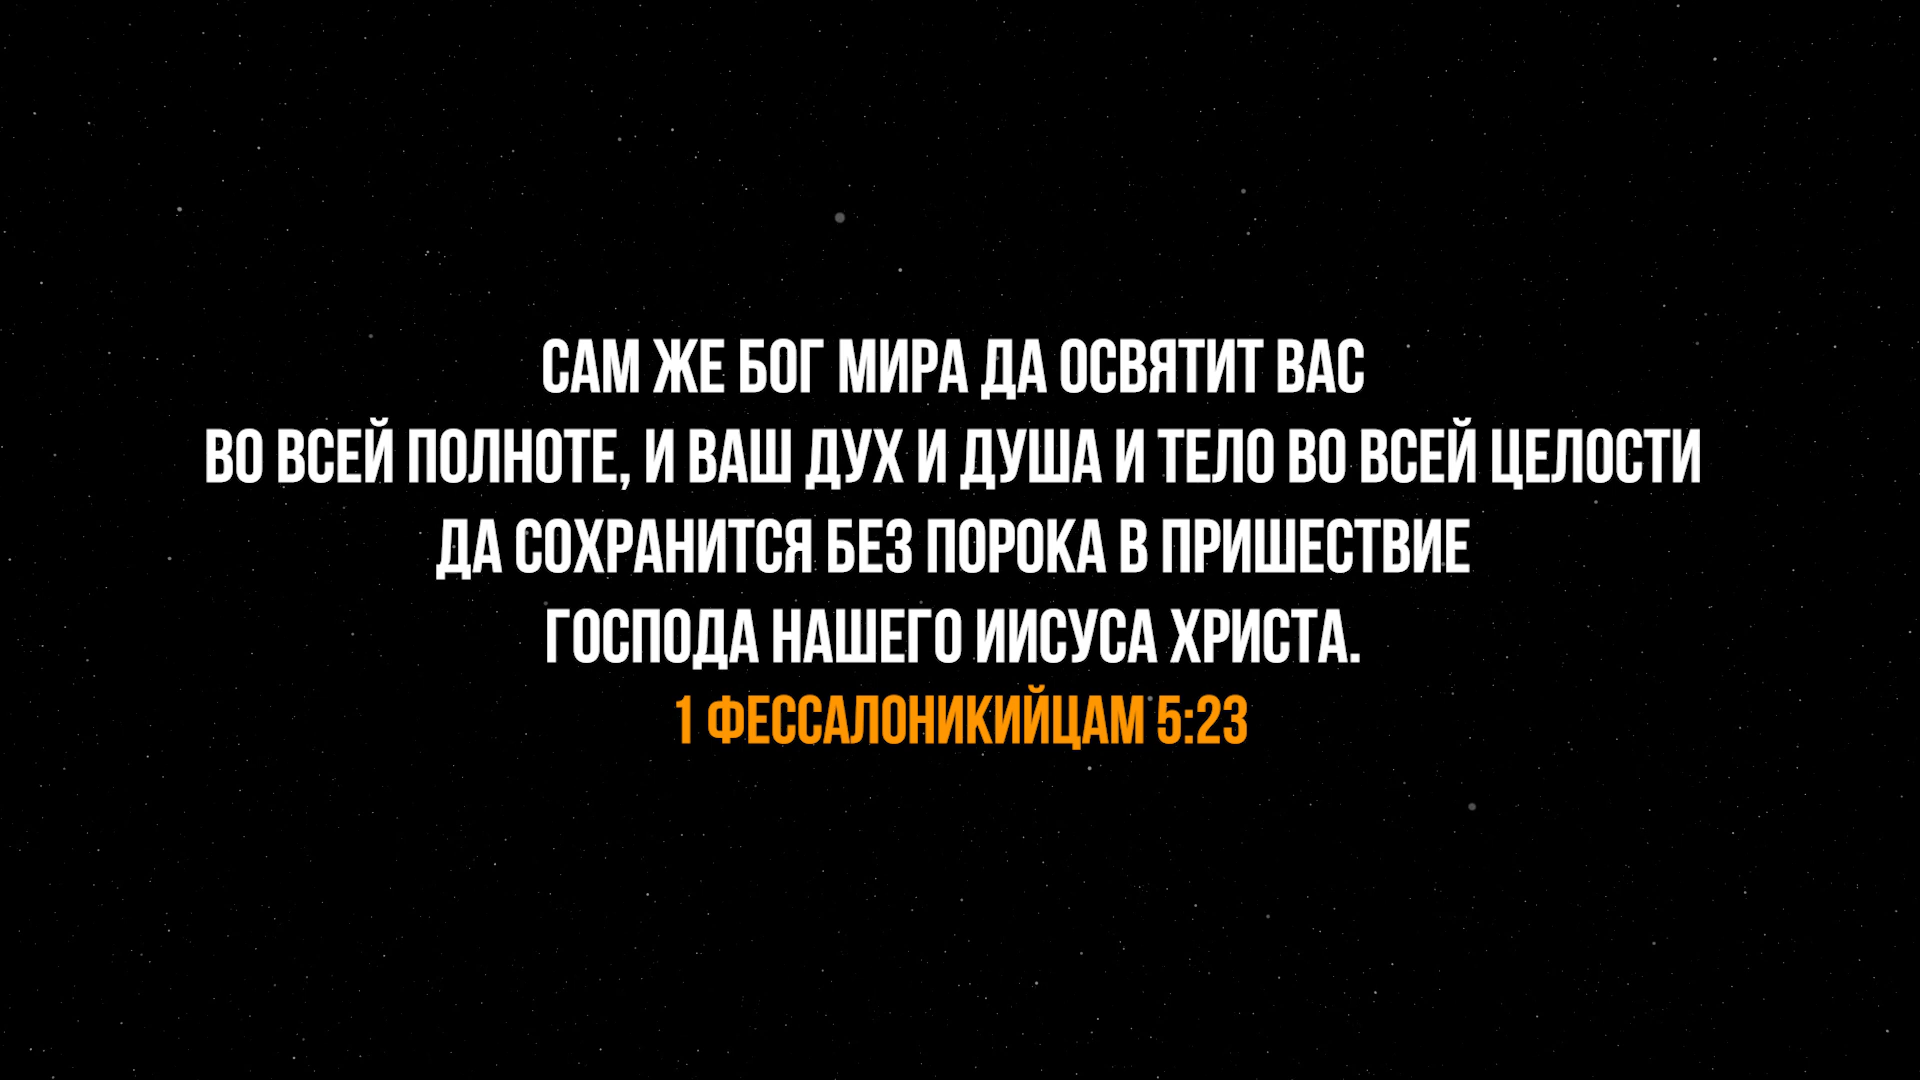 САМ ЖЕ БОГ МИРА ДА ОСВЯТИТ ВАС
ВО ВСЕЙ ПОЛНОТЕ, И ВАШ ДУХ И ДУША И ТЕЛО ВО ВСЕЙ ЦЕЛОСТИ
ДА СОХРАНИТСЯ БЕЗ ПОРОКА В ПРИШЕСТВИЕ
ГОСПОДА НАШЕГО ИИСУСА ХРИСТА.
1 ФЕССАЛОНИКИЙЦАМ 5:23